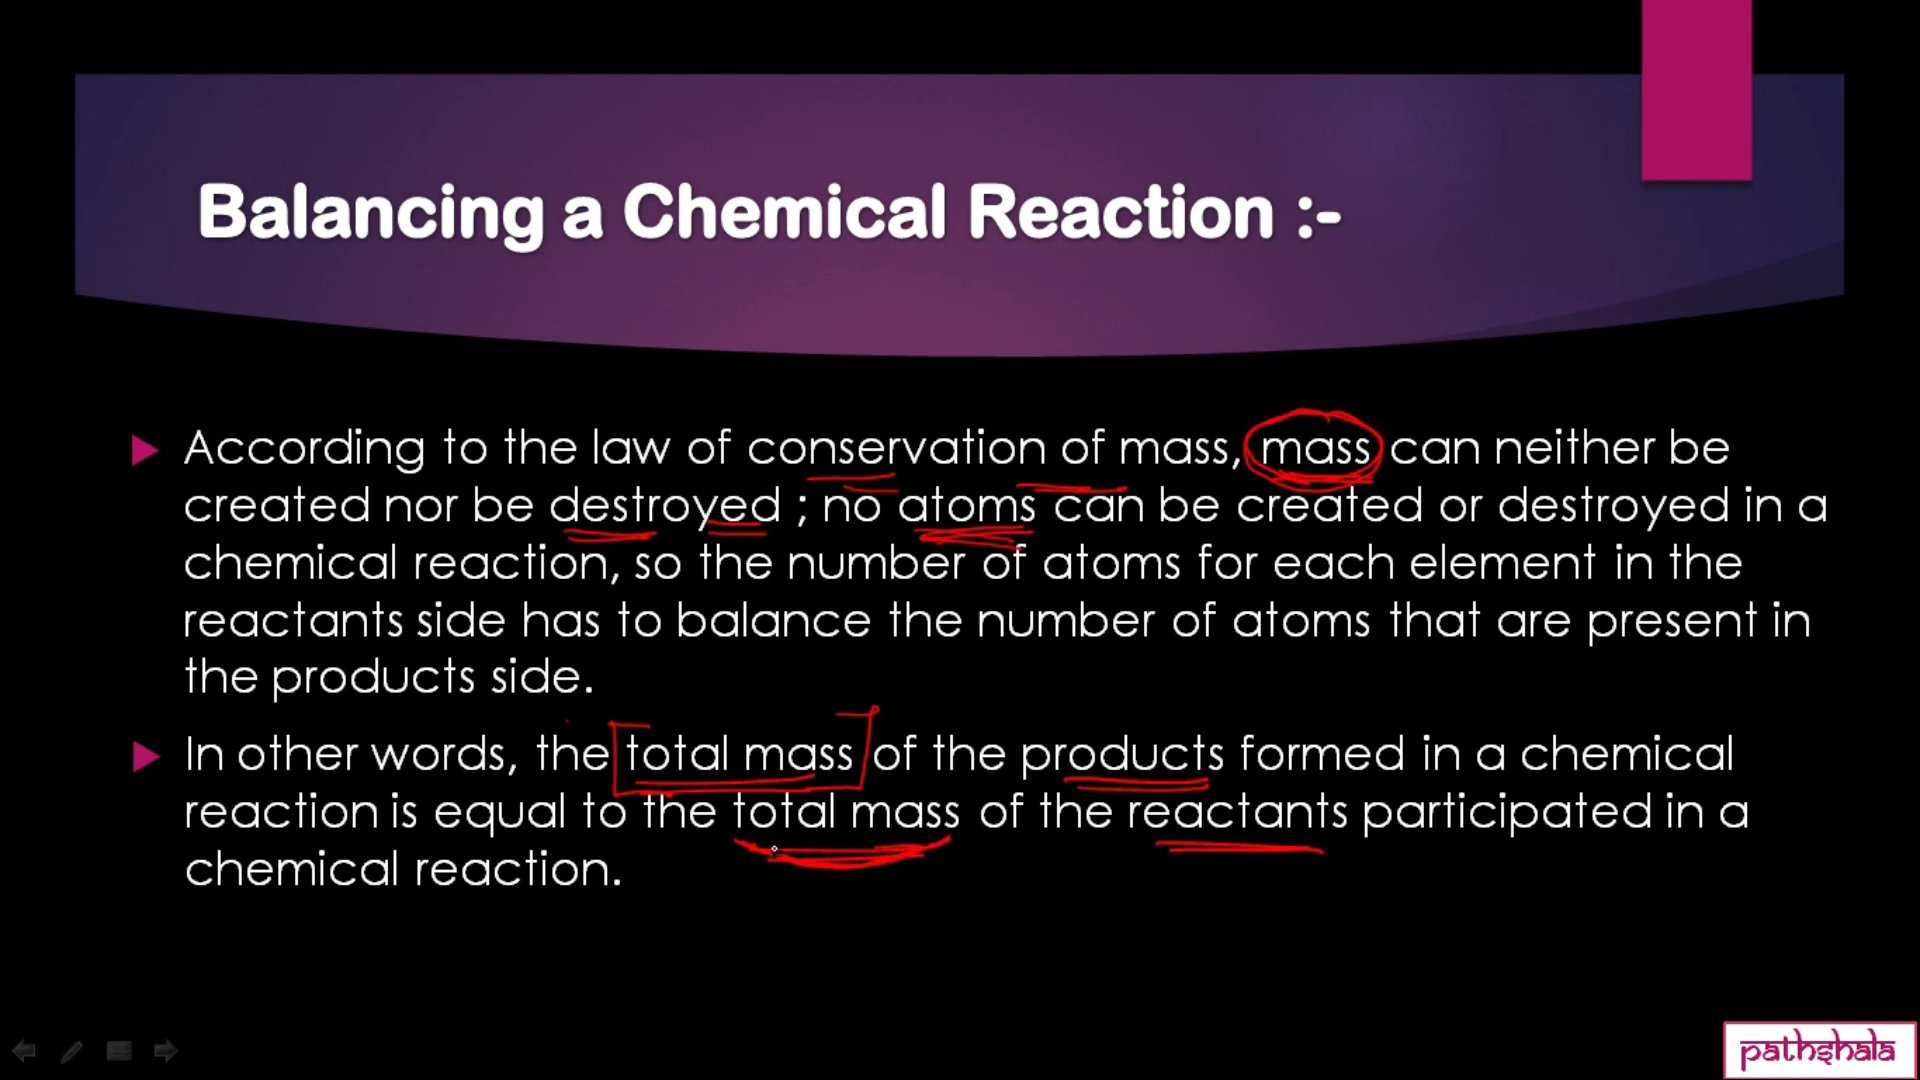 Balancing a Chemical Reaction :-
According to the law of conservation of mass, mass can neither be
created nor be destroyed ; no atoms can be created or destroyed in a
chemical reaction, so the number of atoms for each element in the
reactants side has to balance the number of atoms that are present in
the products side.
In other words, the total mass of the products formed in a chemical
reaction is equal to the total mass of the reactants participated in a
chemical reaction.
pathshala